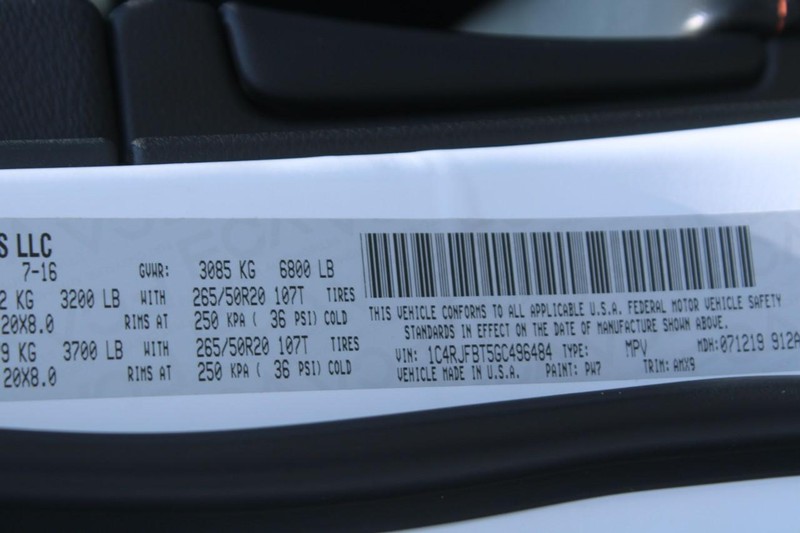 S LLC
7-16 GVWR: 3085 KG 6800 LB
2 KG 3200 LB WITH 265/50R20 107T TIRES
20X8.0 RIMS AT 250 KPA ( 36 PSI) COLD
9 KG 3700 LB WITH 265/50R20 107T TIRES
20X8.0 RIMS AT 250 KPA ( 36 PSI) COLD
THIS VEHICLE CONFORMS TO ALL APPLICABLE U.S.A. FEDERAL MOTOR VEHICLE SAFETY
STANDARDS IN EFFECT ON THE DATE OF MANUFACTURE SHOWN ABOVE.
VIN: 1C4RJFBT5GC496484 TYPE: MPV MDH: 071219 912A
VEHICLE MADE IN U.S.A. PAINT: PW7 TRIM: AMX9